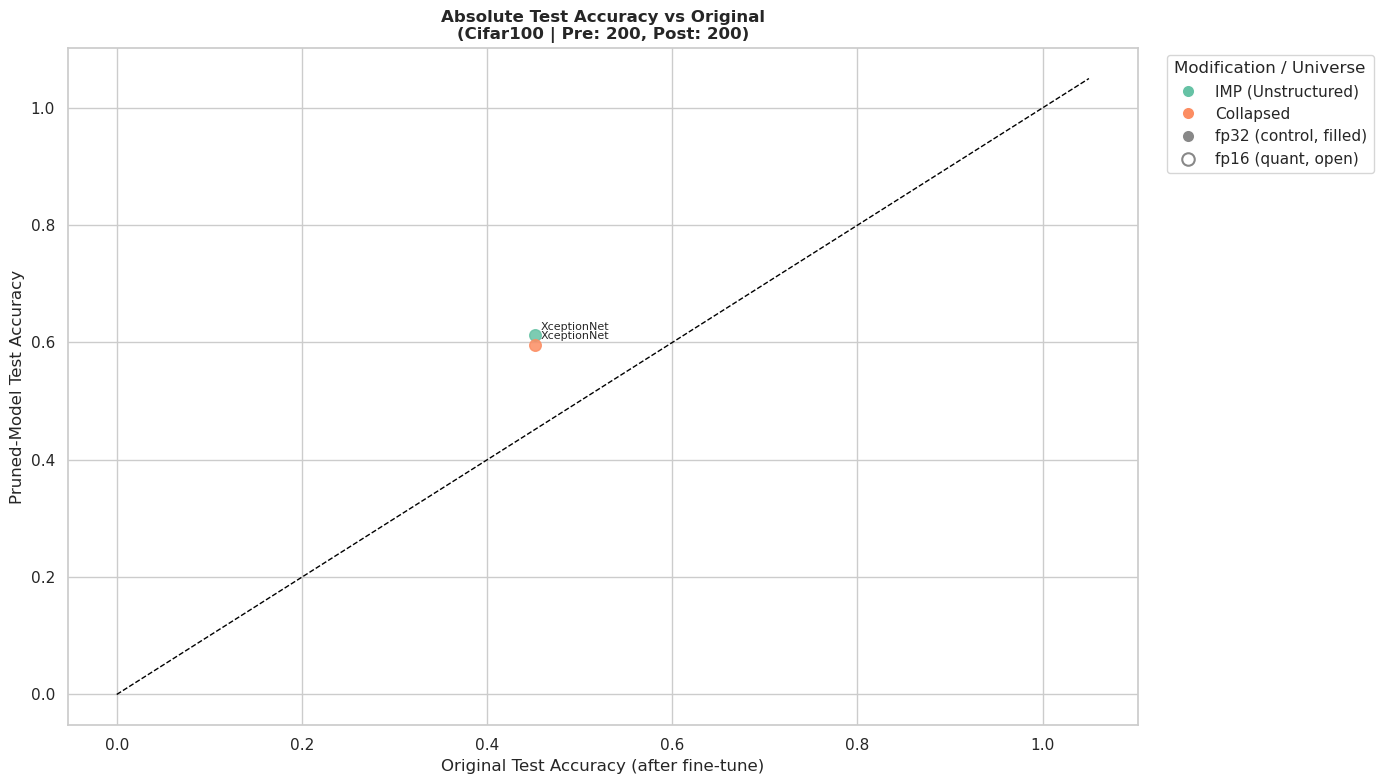 Absolute Test Accuracy vs Original
(Cifar100 | Pre: 200, Post: 200)
Modification / Universe
IMP (Unstructured)
Collapsed
fp32 (control, filled)
fp16 (quant, open)
Pruned-Model Test Accuracy
1.0
0.8
0.6
0.4
0.2
0.0
XceptionNet
XceptionNet
0.0
0.2
0.4
0.6
0.8
1.0
Original Test Accuracy (after fine-tune)